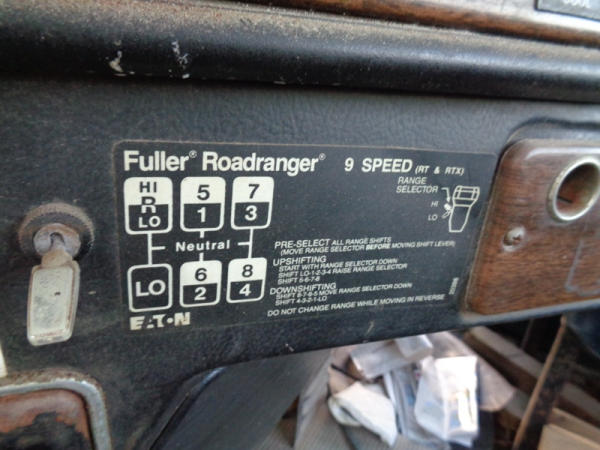 Fuller® Roadranger® 9 SPEED (RT & RTX)
RANGE
SELECTOR
HI
LO
HI 5 7
R
LO 1 3
Neutral
LO 6 8
2 4
PRE-SELECT ALL RANGE SHIFTS
(MOVE RANGE SELECTOR BEFORE MOVING SHIFT LEVER)
UPSHIFTING
START WITH RANGE SELECTOR DOWN
SHIFT LO-1-2-3-4 RAISE RANGE SELECTOR
SHIFT 5-6-7-8
DOWNSHIFTING
SHIFT 8-7-6-5 MOVE RANGE SELECTOR DOWN
SHIFT 4-3-2-1-LO
DO NOT CHANGE RANGE WHILE MOVING IN REVERSE
EATON